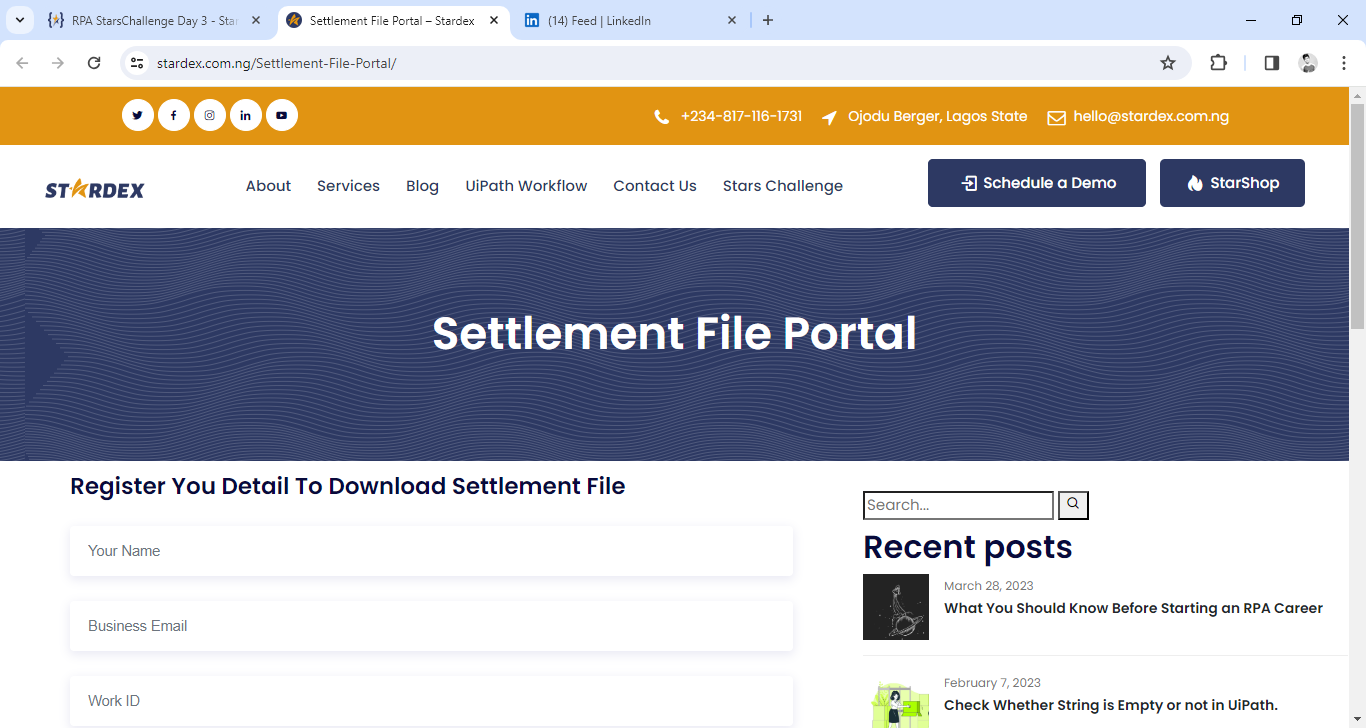 RPA StarsChallenge Day 3 - Star
Settlement File Portal – Stardex
(14) Feed | LinkedIn
stardex.com.ng/Settlement-File-Portal/
+234-817-116-1731
Ojodu Berger, Lagos State
hello@stardex.com.ng
STARDEX
About
Services
Blog
UiPath Workflow
Contact Us
Stars Challenge
Schedule a Demo
StarShop
Settlement File Portal
Register You Detail To Download Settlement File
Your Name
Business Email
Work ID
Search...
Recent posts
March 28, 2023
What You Should Know Before Starting an RPA Career
February 7, 2023
Check Whether String is Empty or not in UiPath.